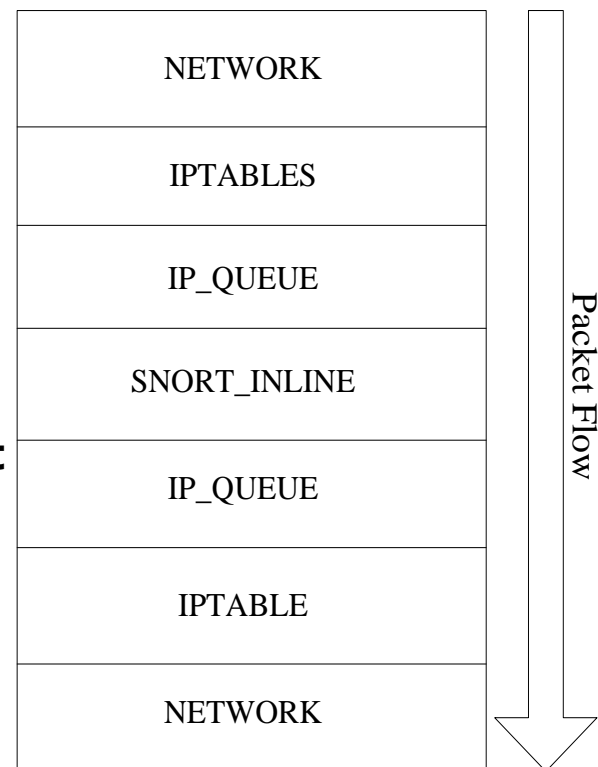 NETWORK
IPTABLES
IP_QUEUE
SNORT_INLINE
IP_QUEUE
IPTABLE
NETWORK
Packet Flow